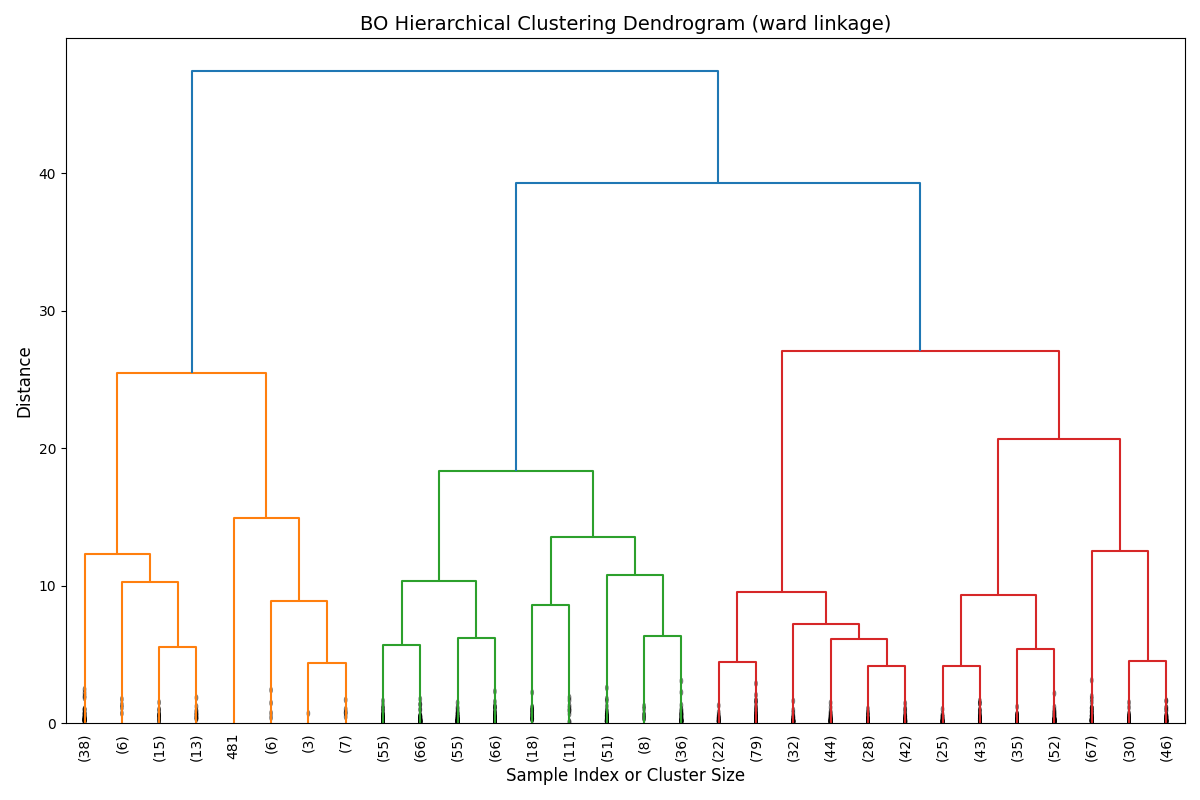 BO Hierarchical Clustering Dendrogram (ward linkage)
40
30
20
10
0
Distance
(38) (6) (15) (13) 481 (6) (3) (7) (55) (66) (55) (66) (18) (11) (51) (8) (36) (22) (79) (32) (44) (28) (42) (25) (43) (35) (52) (67) (30) (46)
Sample Index or Cluster Size